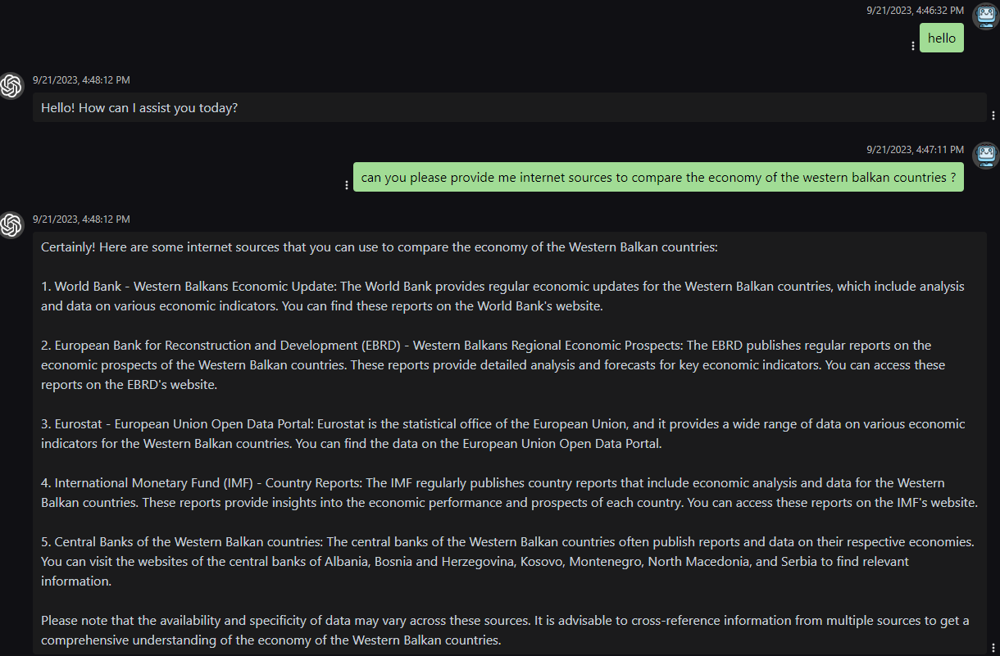 9/21/2023, 4:46:32 PM
hello
9/21/2023, 4:48:12 PM
Hello! How can I assist you today?
9/21/2023, 4:47:11 PM
can you please provide me internet sources to compare the economy of the western balkan countries ?
9/21/2023, 4:48:12 PM
Certainly! Here are some internet sources that you can use to compare the economy of the Western Balkan countries:
1. World Bank - Western Balkans Economic Update: The World Bank provides regular economic updates for the Western Balkan countries, which include analysis
and data on various economic indicators. You can find these reports on the World Bank's website.
2. European Bank for Reconstruction and Development (EBRD) - Western Balkans Regional Economic Prospects: The EBRD publishes regular reports on the
economic prospects of the Western Balkan countries. These reports provide detailed analysis and forecasts for key economic indicators. You can access these
reports on the EBRD's website.
3. Eurostat - European Union Open Data Portal: Eurostat is the statistical office of the European Union, and it provides a wide range of data on various economic
indicators for the Western Balkan countries. You can find the data on the European Union Open Data Portal.
4. International Monetary Fund (IMF) - Country Reports: The IMF regularly publishes country reports that include economic analysis and data for the Western
Balkan countries. These reports provide insights into the economic performance and prospects of each country. You can access these reports on the IMF's website.
5. Central Banks of the Western Balkan countries: The central banks of the Western Balkan countries often publish reports and data on their respective economies.
You can visit the websites of the central banks of Albania, Bosnia and Herzegovina, Kosovo, Montenegro, North Macedonia, and Serbia to find relevant
information.
Please note that the availability and specificity of data may vary across these sources. It is advisable to cross-reference information from multiple sources to get a
comprehensive understanding of the economy of the Western Balkan countries.